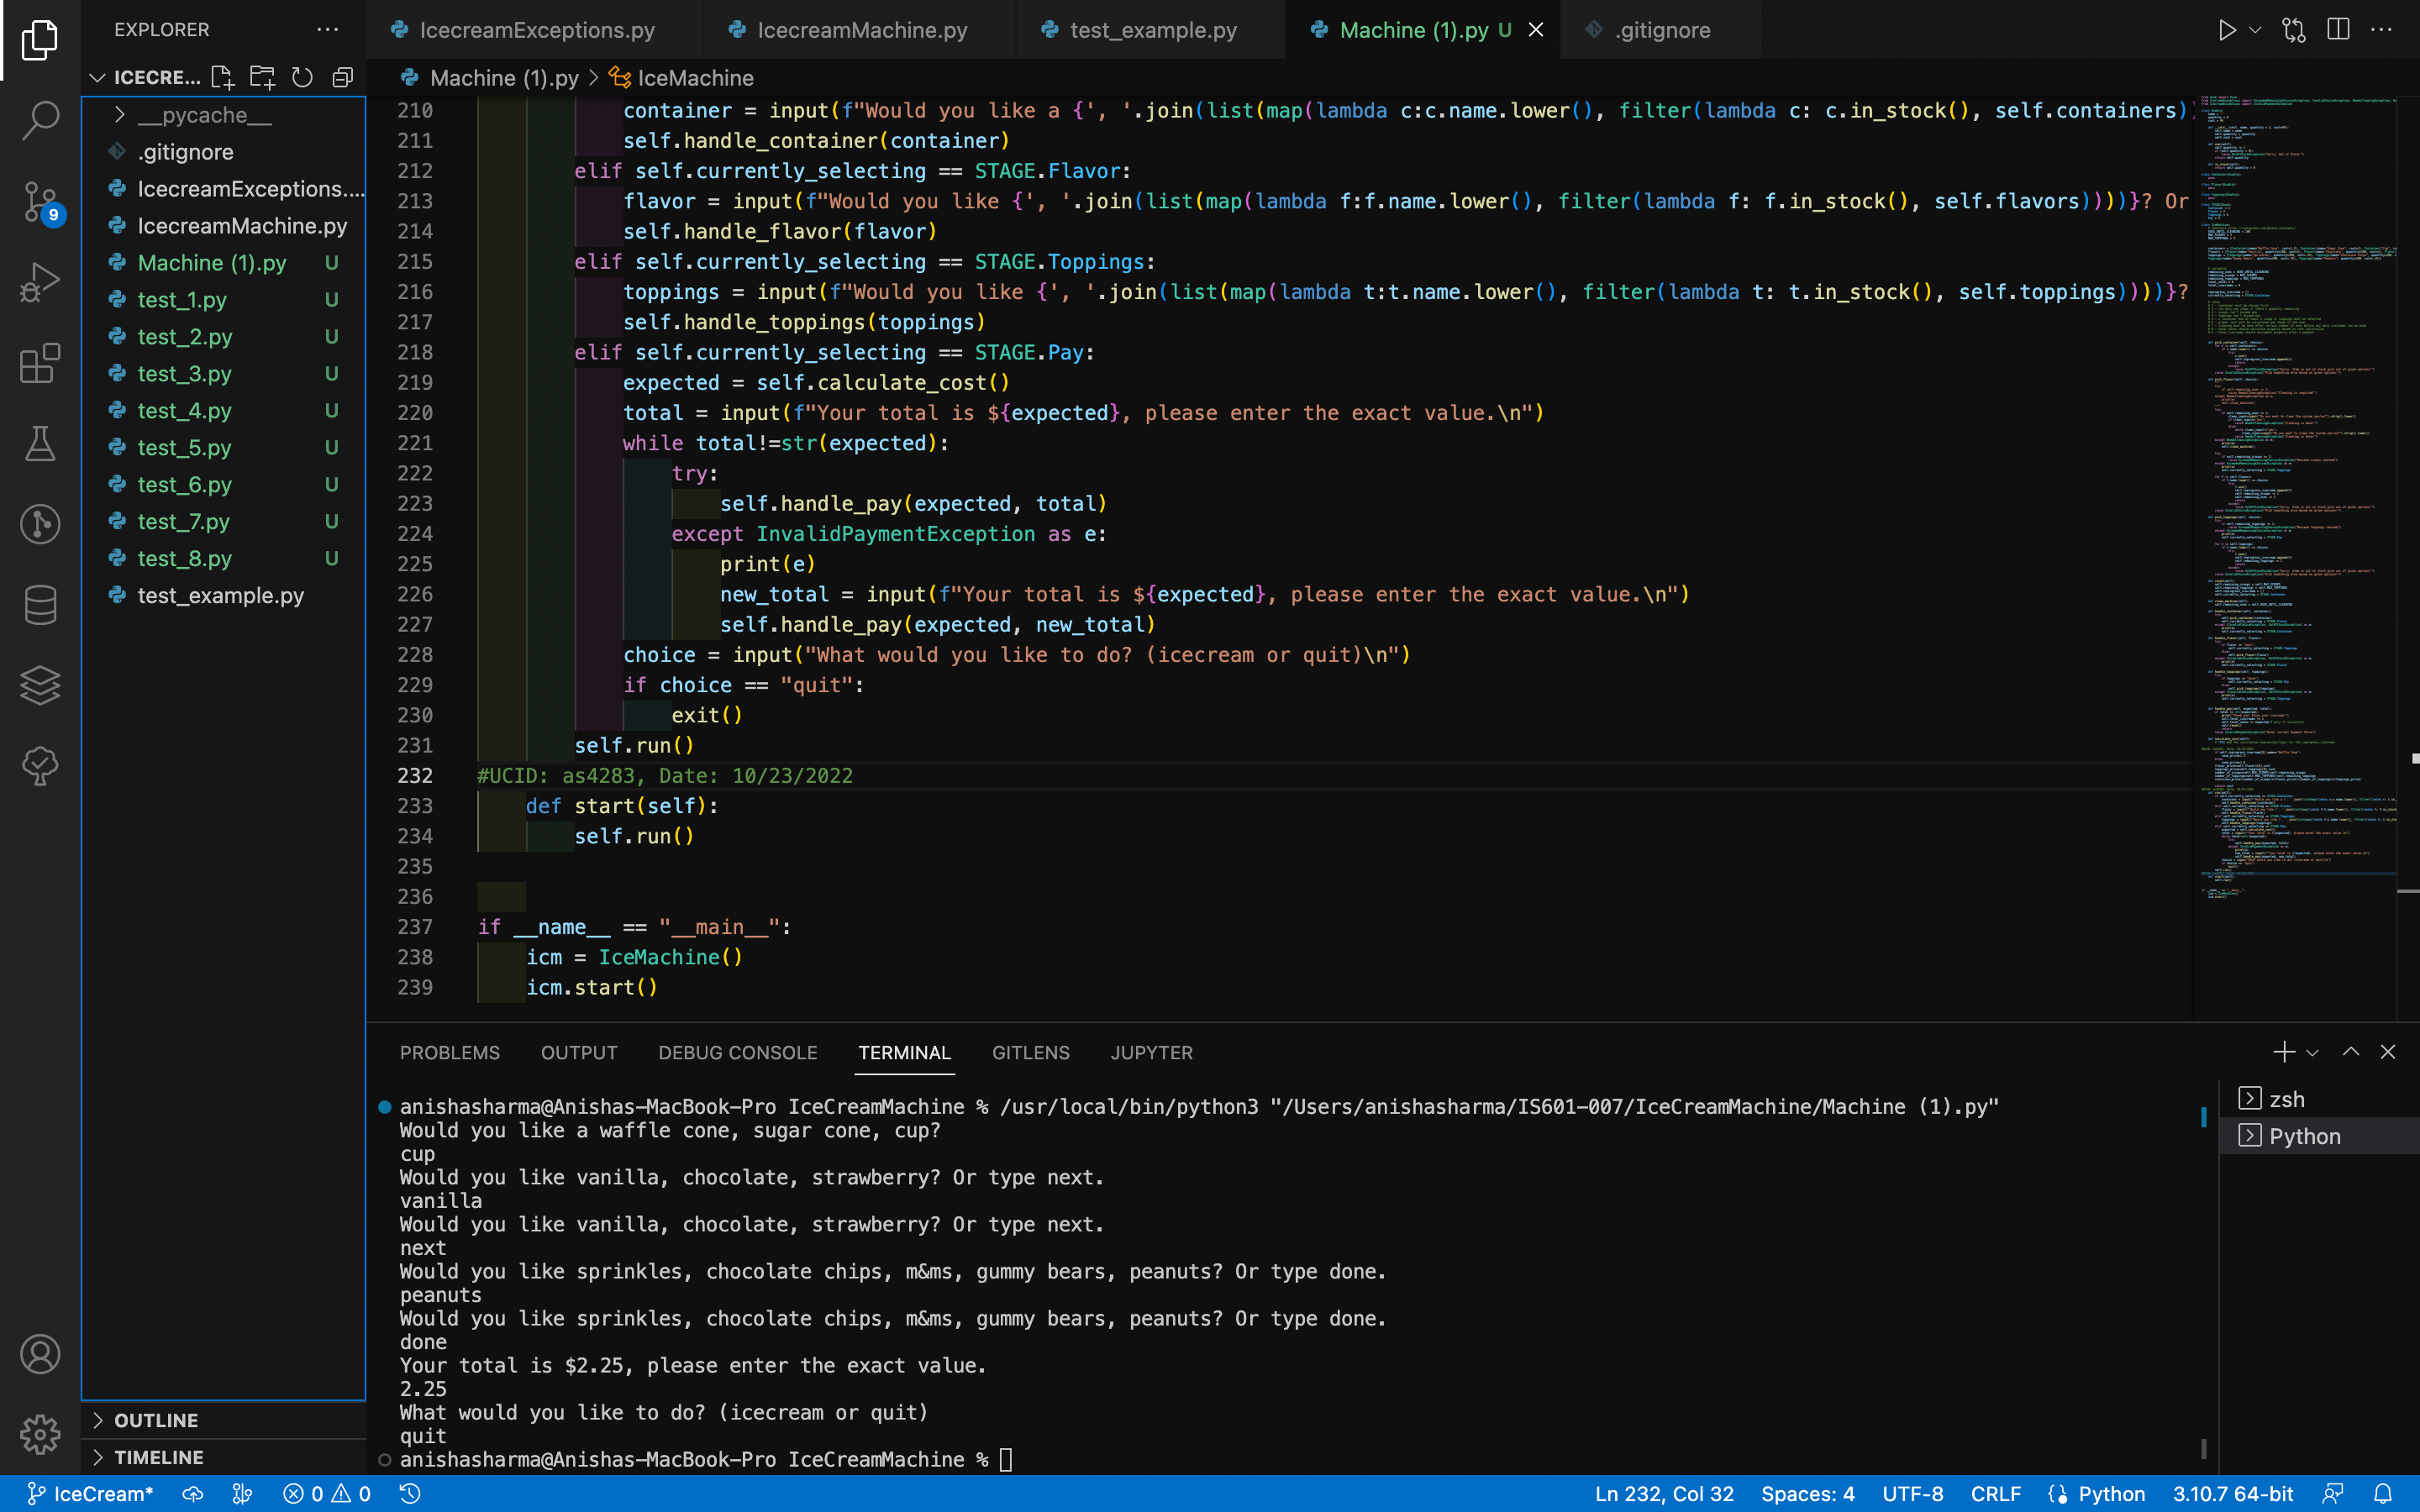 EXPLORER
IcecreamExceptions.py
IcecreamMachine.py
test_example.py
Machine (1).py U
.gitignore
ICECRE...
Machine (1).py > IceMachine
__pycache__
.gitignore
IcecreamExceptions....
IcecreamMachine.py
Machine (1).py U
test_1.py U
test_2.py U
test_3.py U
test_4.py U
test_5.py U
test_6.py U
test_7.py U
test_8.py U
test_example.py
9
210 container = input(f"Would you like a {', '.join(list(map(lambda c:c.name.lower(), filter(lambda c: c.in_stock(), self.containers))
211 self.handle_container(container)
212 elif self.currently_selecting == STAGE.Flavor:
213 flavor = input(f"Would you like {', '.join(list(map(lambda f:f.name.lower(), filter(lambda f: f.in_stock(), self.flavors))))}? Or
214 self.handle_flavor(flavor)
215 elif self.currently_selecting == STAGE.Toppings:
216 toppings = input(f"Would you like {', '.join(list(map(lambda t:t.name.lower(), filter(lambda t: t.in_stock(), self.toppings))))}?
217 self.handle_toppings(toppings)
218 elif self.currently_selecting == STAGE.Pay:
219 expected = self.calculate_cost()
220 total = input(f"Your total is ${expected}, please enter the exact value.\n")
221 while total!=str(expected):
222 try:
223 self.handle_pay(expected, total)
224 except InvalidPaymentException as e:
225 print(e)
226 new_total = input(f"Your total is ${expected}, please enter the exact value.\n")
227 self.handle_pay(expected, new_total)
228 choice = input("What would you like to do? (icecream or quit)\n")
229 if choice == "quit":
230 exit()
231 self.run()
232 #UCID: as4283, Date: 10/23/2022
233 def start(self):
234 self.run()
235
236
237 if __name__ == "__main__":
238 icm = IceMachine()
239 icm.start()
PROBLEMS OUTPUT DEBUG CONSOLE TERMINAL GITLENS JUPYTER
anishasharma@Anishas-MacBook-Pro IceCreamMachine % /usr/local/bin/python3 "/Users/anishasharma/IS601-007/IceCreamMachine/Machine (1).py"
Would you like a waffle cone, sugar cone, cup?
cup
Would you like vanilla, chocolate, strawberry? Or type next.
vanilla
Would you like vanilla, chocolate, strawberry? Or type next.
next
Would you like sprinkles, chocolate chips, m&ms, gummy bears, peanuts? Or type done.
peanuts
Would you like sprinkles, chocolate chips, m&ms, gummy bears, peanuts? Or type done.
done
Your total is $2.25, please enter the exact value.
2.25
What would you like to do? (icecream or quit)
quit
anishasharma@Anishas-MacBook-Pro IceCreamMachine %
zsh
Python
OUTLINE
TIMELINE
IceCream* 0 0
Ln 232, Col 32 Spaces: 4 UTF-8 CRLF Python 3.10.7 64-bit